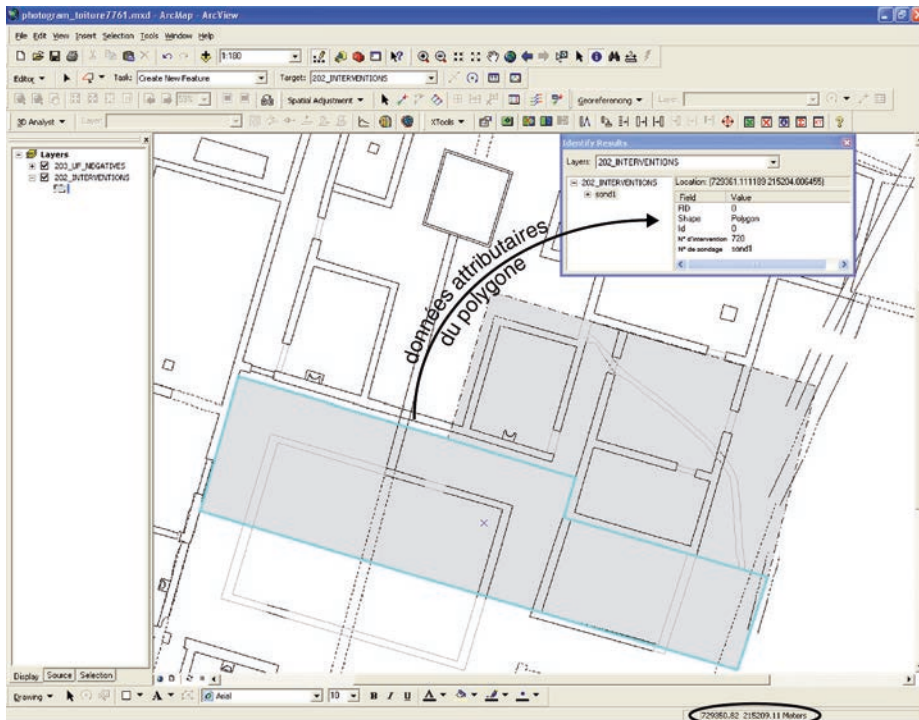 photogram_toiture7761.mxd - ArcMap - ArcView
File Edit View Insert Selection Tools Window Help
1:180
Editor Task: Create New Feature Target: 202_INTERVENTIONS
Spatial Adjustment Georeferencing Layer:
3D Analyst Layer: XTools
Layers
203_UF_NEGATIVES
202_INTERVENTIONS
Identify Results
Layers: 202_INTERVENTIONS
202_INTERVENTIONS
sond1
Location: (729361.111189 215204.006455)
Field Value
FID 0
Shape Polygon
Id 0
N° d'intervention 720
N° de sondage sond1
données attributaires
du polygone
Display Source Selection
Drawing Arial 10 B I U A
729350.82 215209.11 Meters